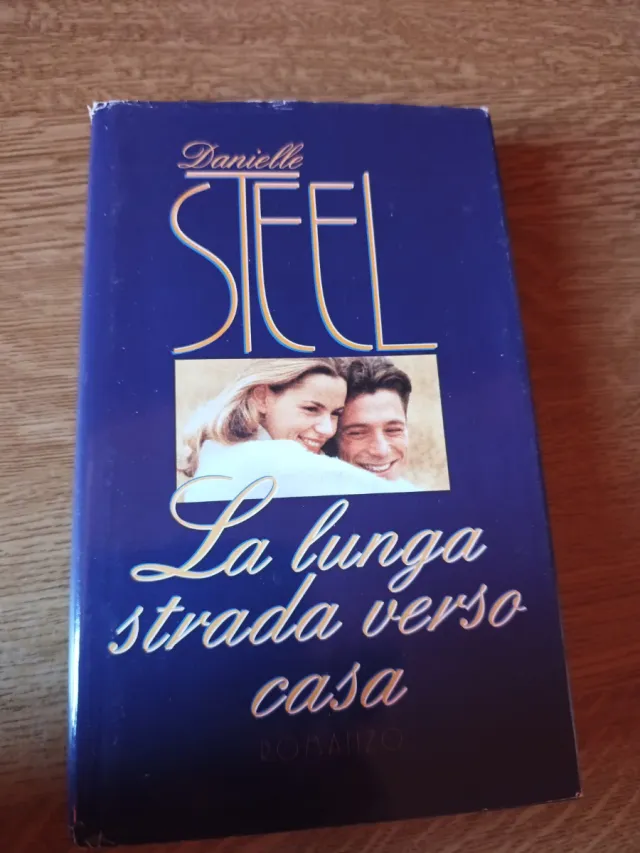 Danielle
STEEL
La lunga
strada verso
casa
ROMANZO